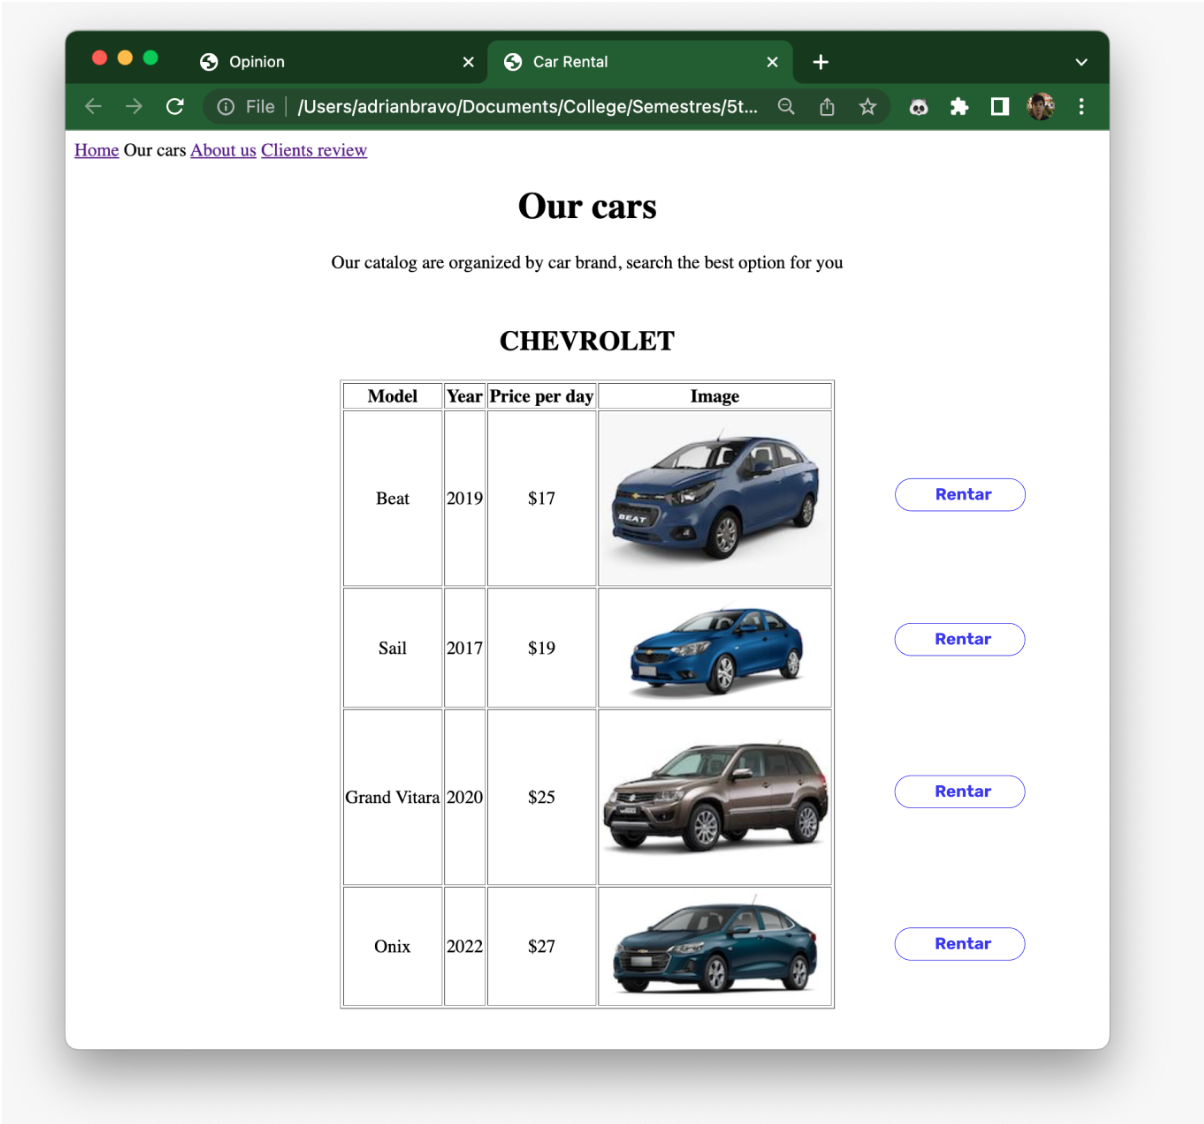 Opinion
Car Rental
File | /Users/adrianbravo/Documents/College/Semestres/5t...
Home Our cars About us Clients review
Our cars
Our catalog are organized by car brand, search the best option for you
CHEVROLET
Model Year Price per day Image
Beat 2019 $17
BEAT
Rentar
Sail 2017 $19
Rentar
Grand Vitara 2020 $25
Rentar
Onix 2022 $27
Rentar